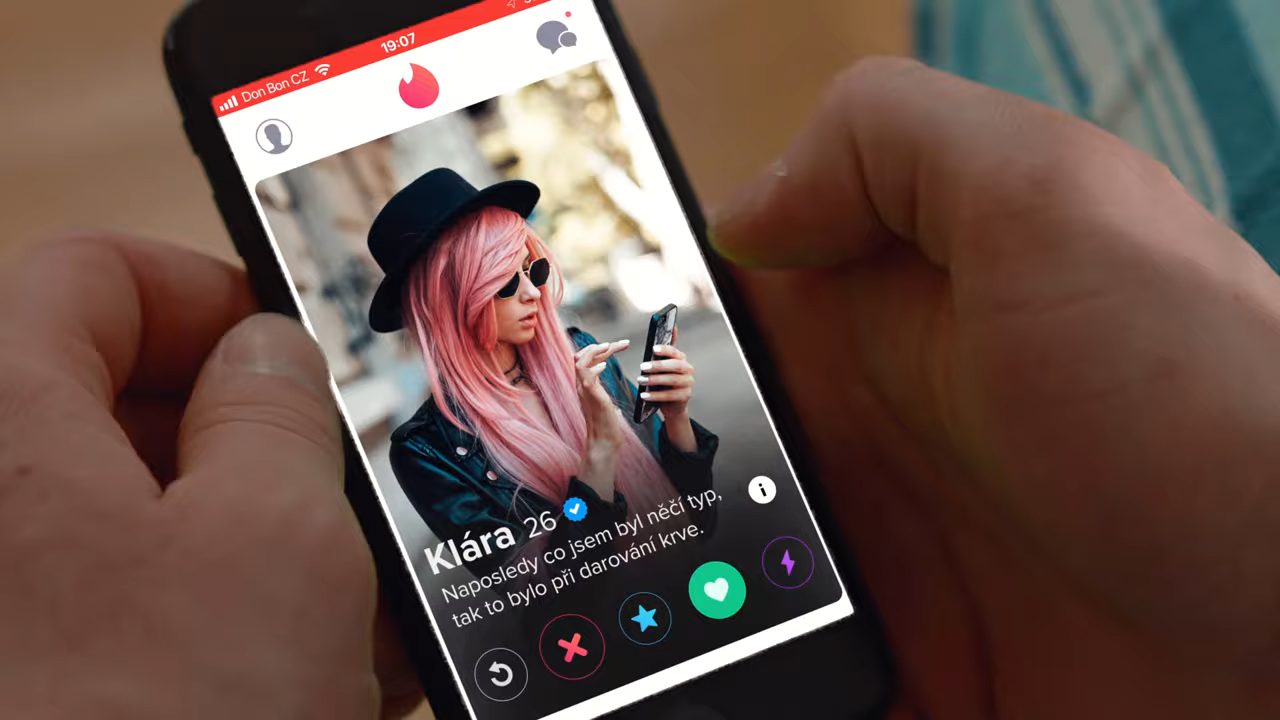 Don Bon CZ 19:07
Klára 26
Naposledy co jsem byl něčí typ,
tak to bylo při darování krve.